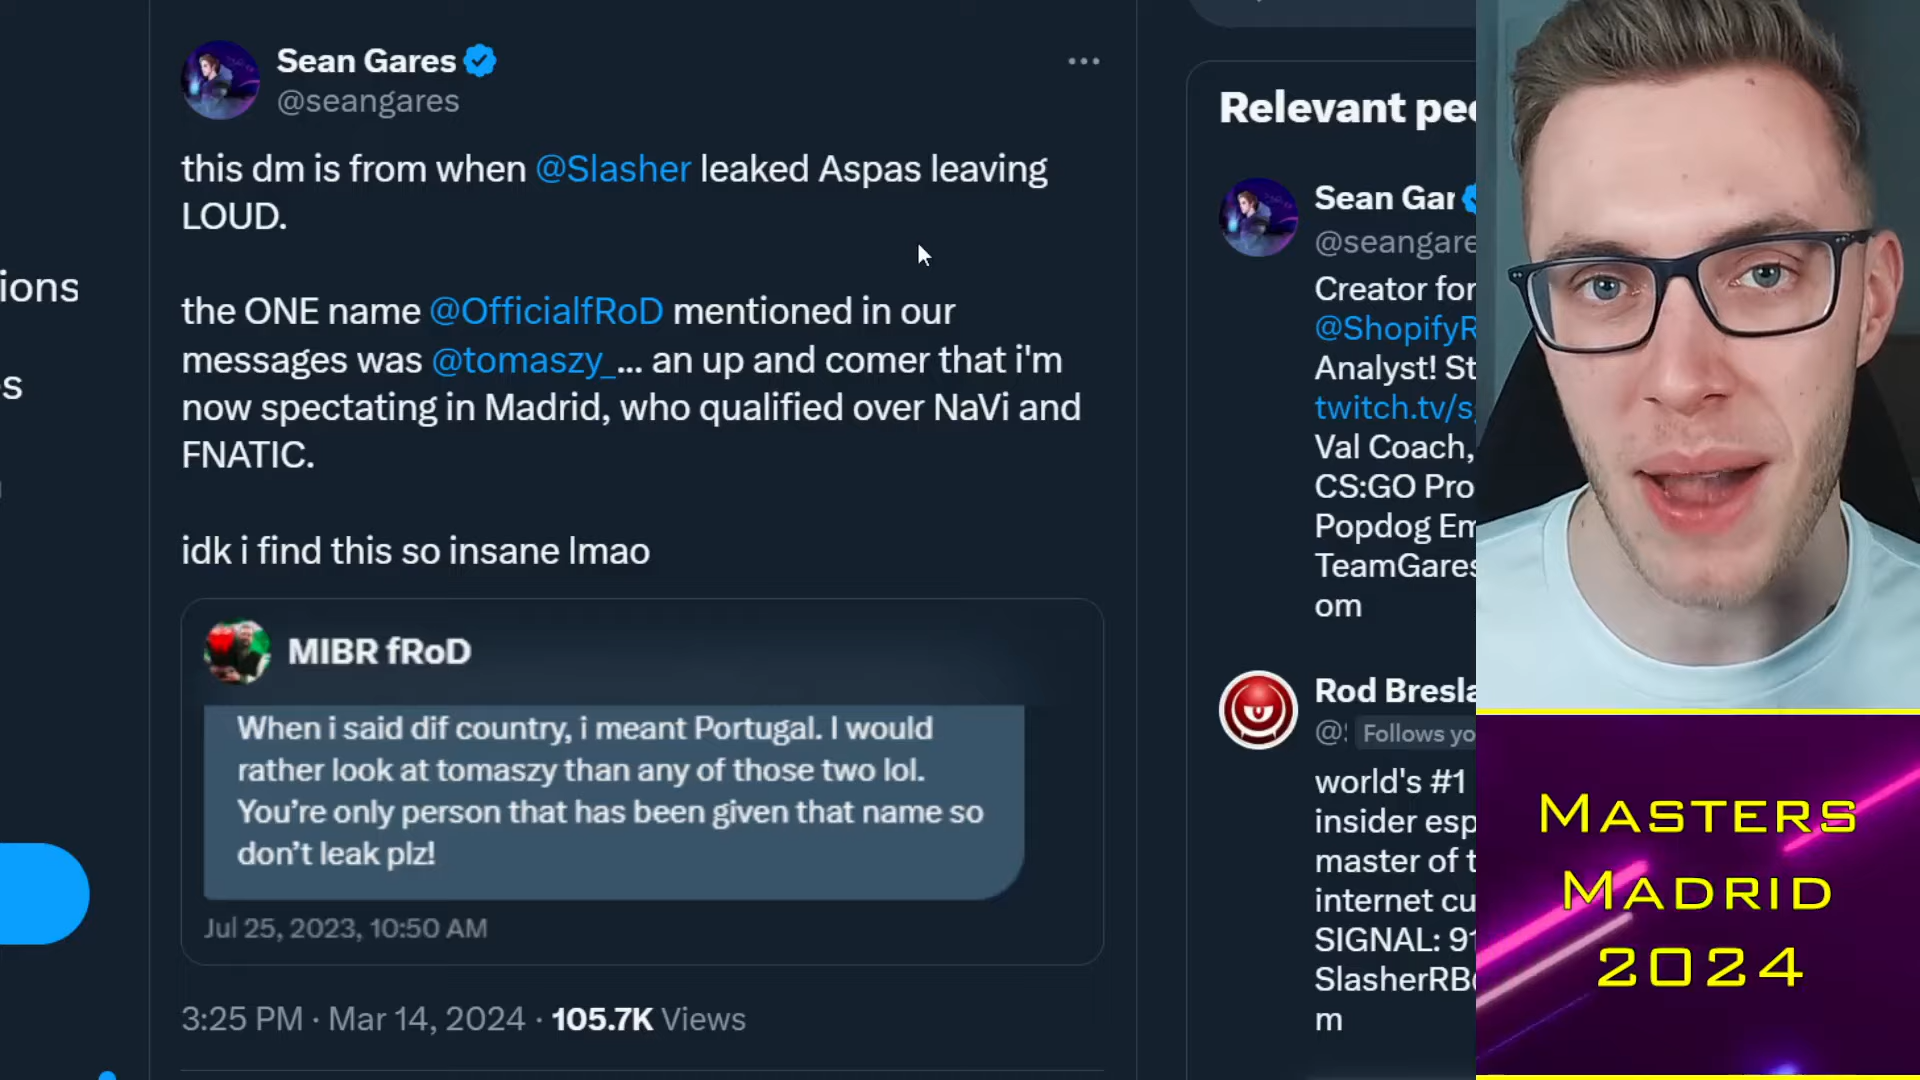 Sean Gares
@seangares
this dm is from when @Slasher leaked Aspas leaving
LOUD.
the ONE name @OfficialfRoD mentioned in our
messages was @tomaszy_... an up and comer that i'm
now spectating in Madrid, who qualified over NaVi and
FNATIC.
idk i find this so insane lmao
MIBR fRoD
When i said dif country, i meant Portugal. I would
rather look at tomaszy than any of those two lol.
You're only person that has been given that name so
don't leak plz!
Jul 25, 2023, 10:50 AM
3:25 PM · Mar 14, 2024 · 105.7K Views
ions
s
Relevant pe
Sean Gar
@seangare
Creator for
@ShopifyR
Analyst! St
twitch.tv/s
Val Coach,
CS:GO Pro
Popdog Em
TeamGares
om
Rod Bresla
@
Follows yo
world's #1
insider esp
master of t
internet cu
SIGNAL: 91
SlasherRB
m
MASTERS
MADRID
2024